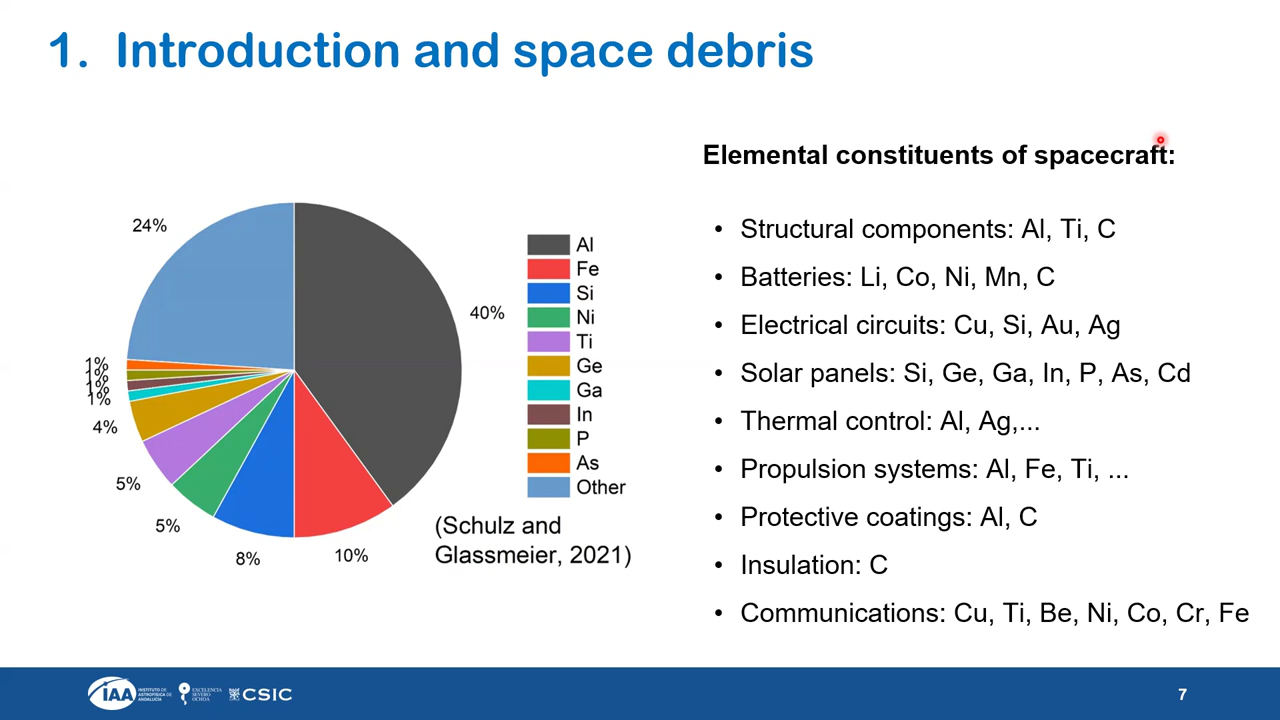 1. Introduction and space debris
24%
40%
1%
1%
1%
1%
4%
5%
5%
8%
10%
Al
Fe
Si
Ni
Ti
Ge
Ga
In
P
As
Other
(Schulz and
Glassmeier, 2021)
Elemental constituents of spacecraft:
• Structural components: Al, Ti, C
• Batteries: Li, Co, Ni, Mn, C
• Electrical circuits: Cu, Si, Au, Ag
• Solar panels: Si, Ge, Ga, In, P, As, Cd
• Thermal control: Al, Ag,...
• Propulsion systems: Al, Fe, Ti, ...
• Protective coatings: Al, C
• Insulation: C
• Communications: Cu, Ti, Be, Ni, Co, Cr, Fe
IAA
INSTITUTO DE
ASTROFÍSICA DE
ANDALUCÍA
EXCELENCIA
SEVERO
OCHOA
CSIC
7